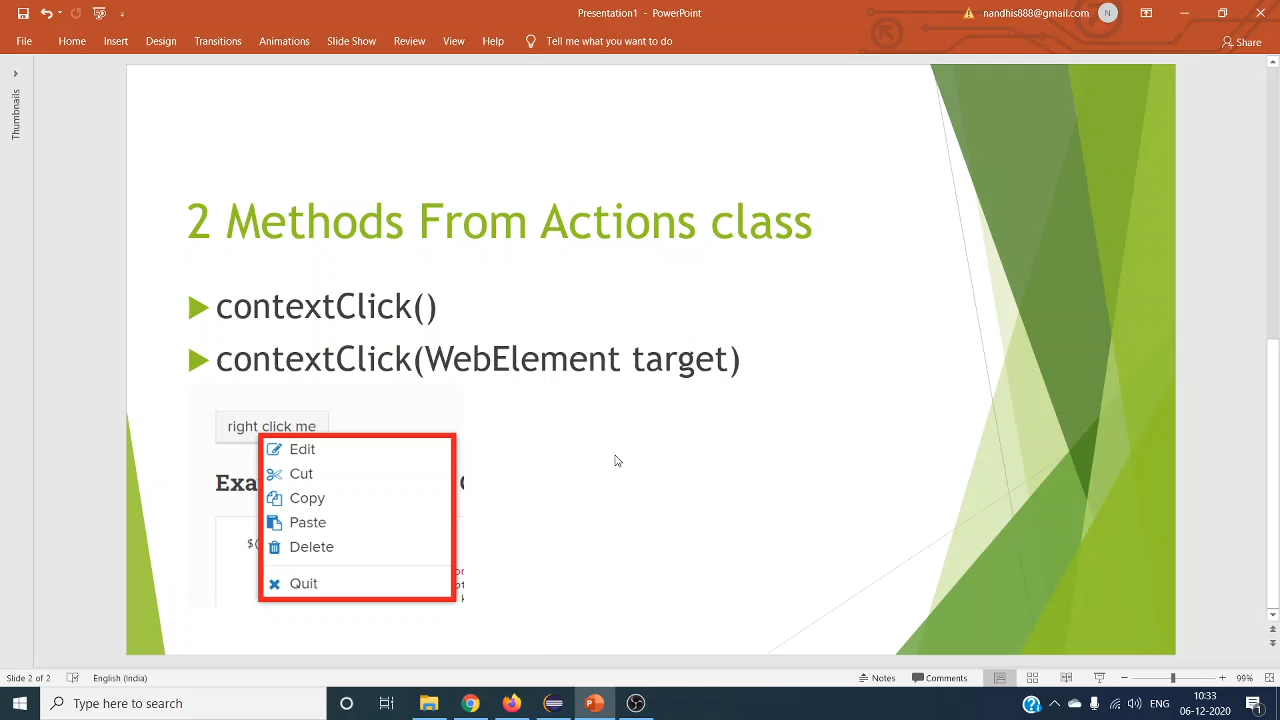 Presentation1 - PowerPoint
nandhis888@gmail.com
N
File Home Insert Design Transitions Animations Slide Show Review View Help Tell me what you want to do Share
Thumbnails
2 Methods From Actions class
contextClick()
contextClick(WebElement target)
right click me
Edit
Exa
Cut
Copy
Paste
$(
Delete
Quit
Slide 2 of 2 English (India) Notes Comments 99%
Type here to search
ENG
10:33
06-12-2020
1